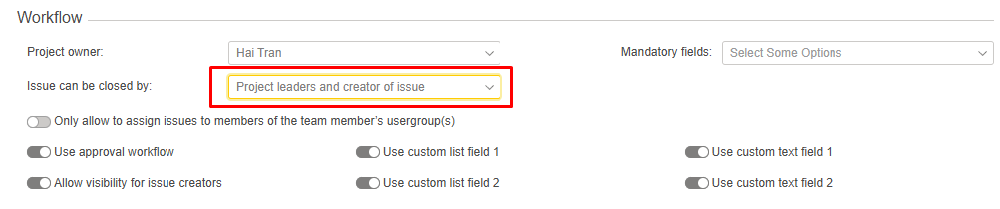 Workflow
Project owner: Hai Tran Mandatory fields: Select Some Options
Issue can be closed by: Project leaders and creator of issue
Only allow to assign issues to members of the team member's usergroup(s)
Use approval workflow Use custom list field 1 Use custom text field 1
Allow visibility for issue creators Use custom list field 2 Use custom text field 2